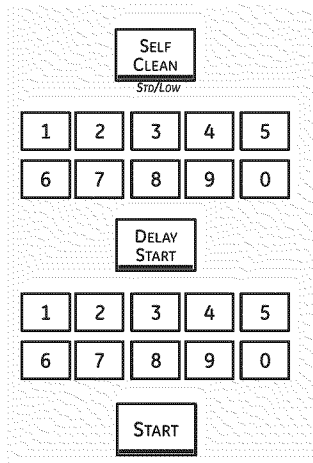 SELF
CLEAN
STD/LOW
1 2 3 4 5
6 7 8 9 0
DELAY
START
1 2 3 4 5
6 7 8 9 0
START